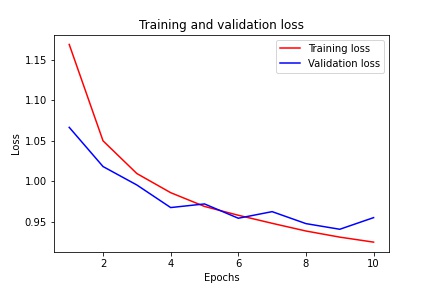 Training and validation loss
Training loss
Validation loss
1.15
1.10
1.05
1.00
0.95
Loss
2
4
6
8
10
Epochs